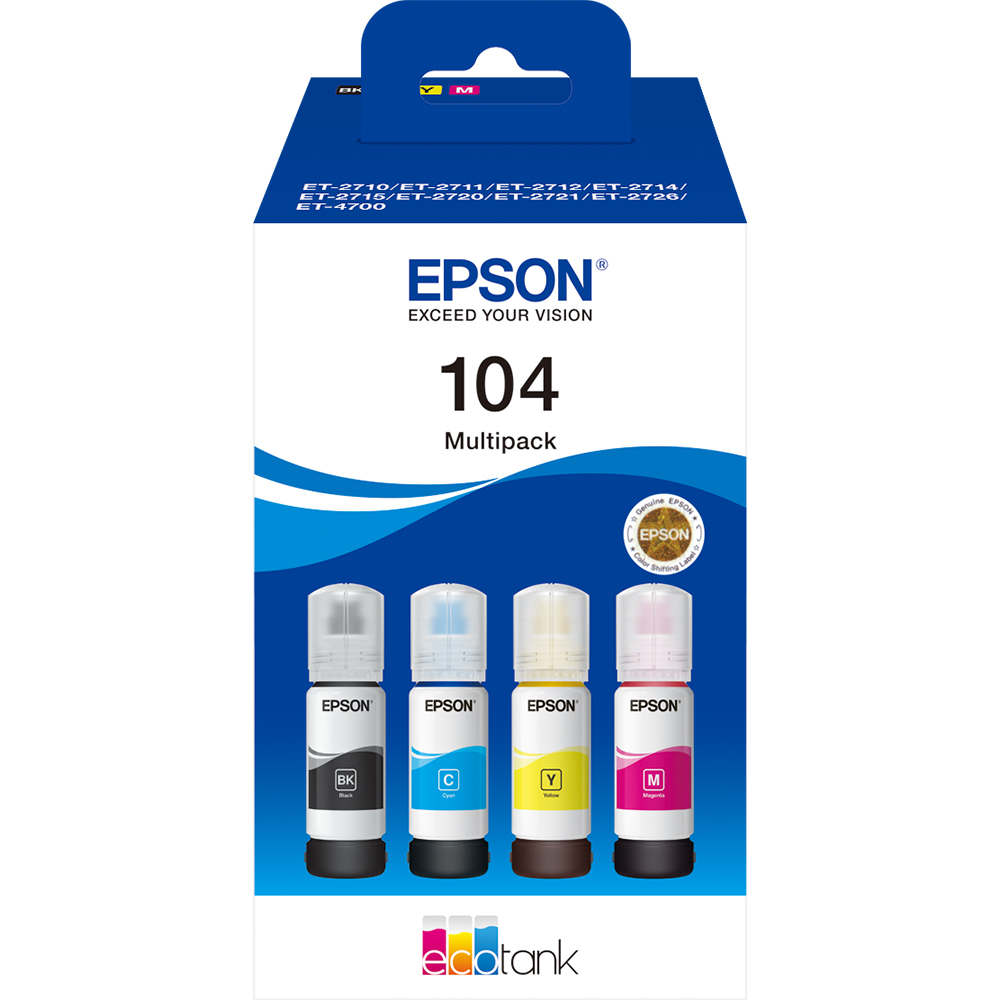 BK Y M
ET-2710/ET-2711/ET-2712/ET-2714/
ET-2715/ET-2720/ET-2721/ET-2726/
ET-4700
EPSON®
EXCEED YOUR VISION
104
Multipack
☆ Genuine EPSON ★
EPSON
★ Color Shifting Label ☆
EPSON EPSON EPSON EPSON
BK C Y M
Black Cyan Yellow Magenta
ecotank